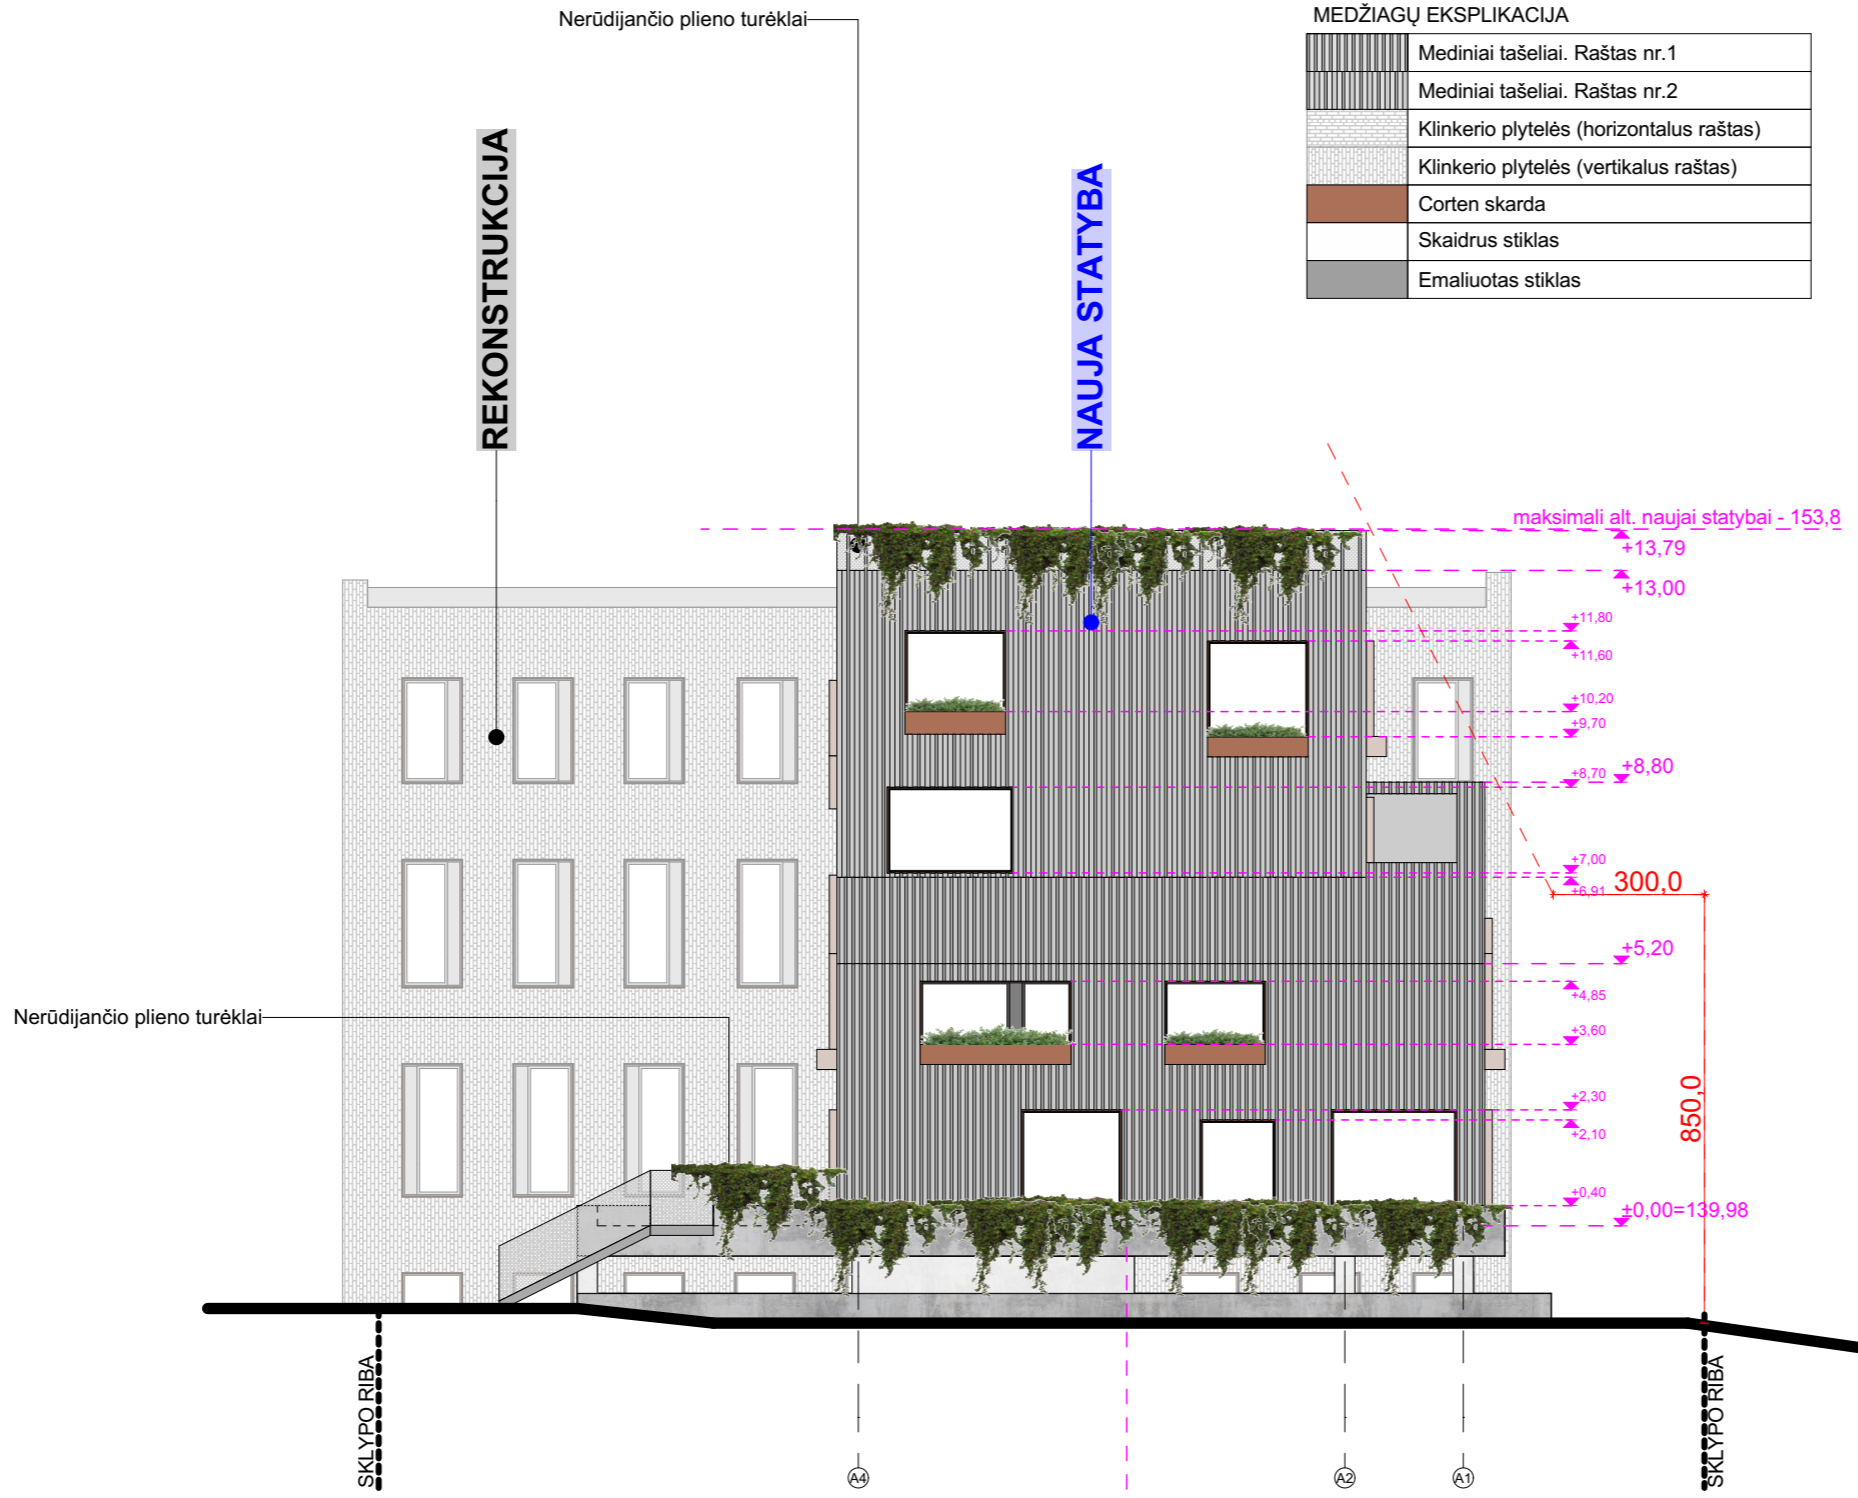 Nerūdijančio plieno turėklai
MEDŽIAGŲ EKSPLIKACIJA
Mediniai tašeliai. Raštas nr.1
Mediniai tašeliai. Raštas nr.2
Klinkerio plytelės (horizontalus raštas)
Klinkerio plytelės (vertikalus raštas)
Corten skarda
Skaidrus stiklas
Emaliuotas stiklas
REKONSTRUKCIJA
NAUJA STATYBA
maksimali alt. naujai statybai - 153,8
+13,79
+13,00
+11,80
+11,60
+10,20
+9,70
+8,70
+8,80
+7,00
+6,91
300,0
+5,20
+4,85
+3,60
+2,30
+2,10
850,0
+0,40
±0,00=139,98
Nerūdijančio plieno turėklai
SKLYPO RIBA
SKLYPO RIBA
A4
A2
A1